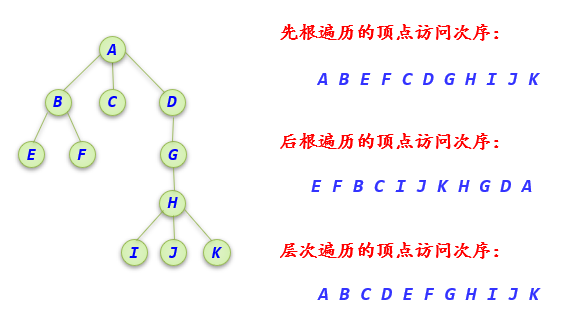 A
B C D
E F G
H
I J K
先根遍历的顶点访问次序：
A B E F C D G H I J K
后根遍历的顶点访问次序：
E F B C I J K H G D A
层次遍历的顶点访问次序：
A B C D E F G H I J K